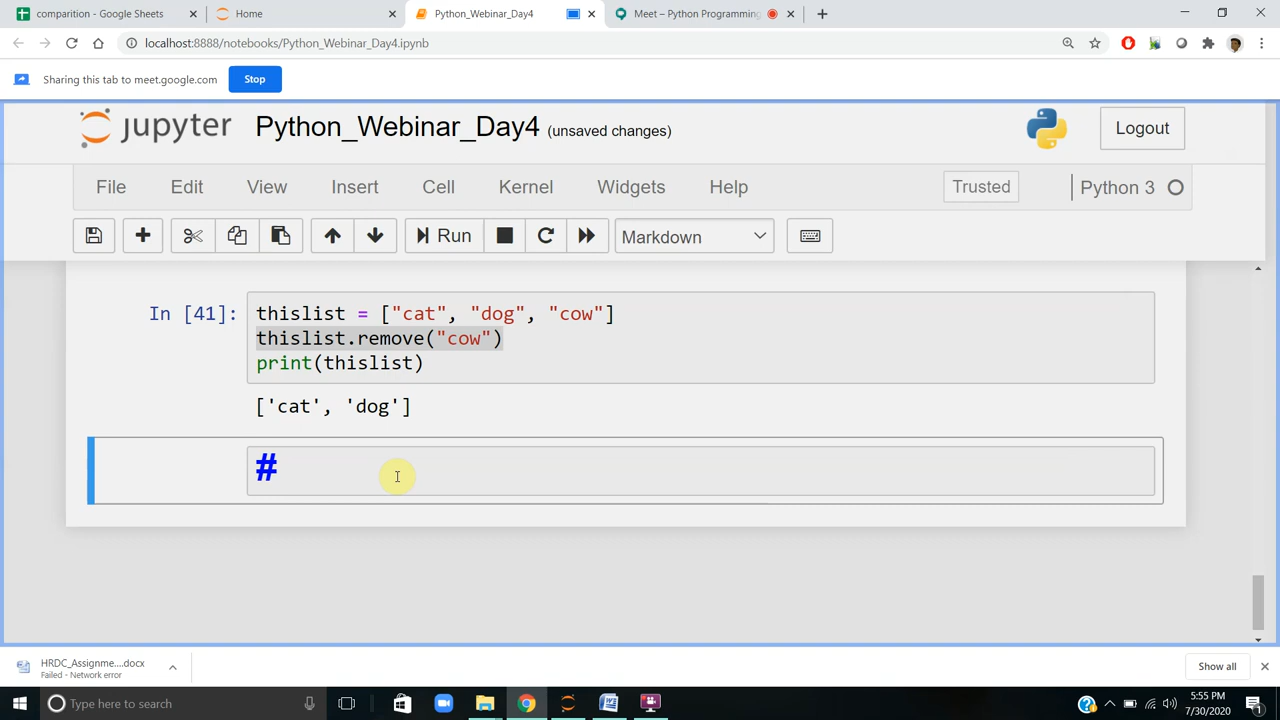 comparition - Google Sheets
Home
Python_Webinar_Day4
Meet – Python Programming
localhost:8888/notebooks/Python_Webinar_Day4.ipynb
Sharing this tab to meet.google.com
Stop
jupyter
Python_Webinar_Day4 (unsaved changes)
Logout
File
Edit
View
Insert
Cell
Kernel
Widgets
Help
Trusted
Python 3
Run
Markdown
In [41]:
thislist = ["cat", "dog", "cow"]
thislist.remove("cow")
print(thislist)
['cat', 'dog']
#
HRDC_Assignme....docx
Failed - Network error
Show all
Type here to search
5:55 PM
7/30/2020
1